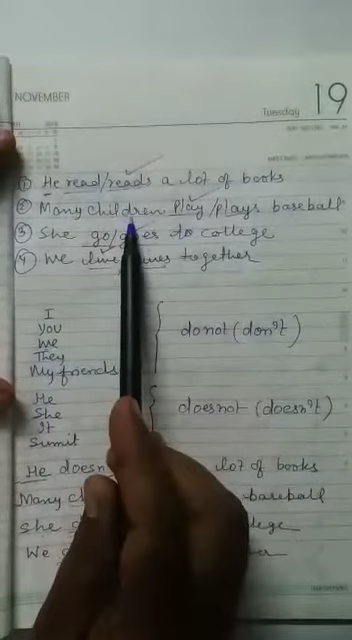 NOVEMBER
Tuesday 19
① He read/reads a lot of books
② Many children play/plays baseball
③ She go/goes to college
④ We live/lives together
I
you
we
They
My friends
do not (don't)
He
She
It
Sumit
does not (doesn't)
He doesn lot of books
Many baseball
She
We